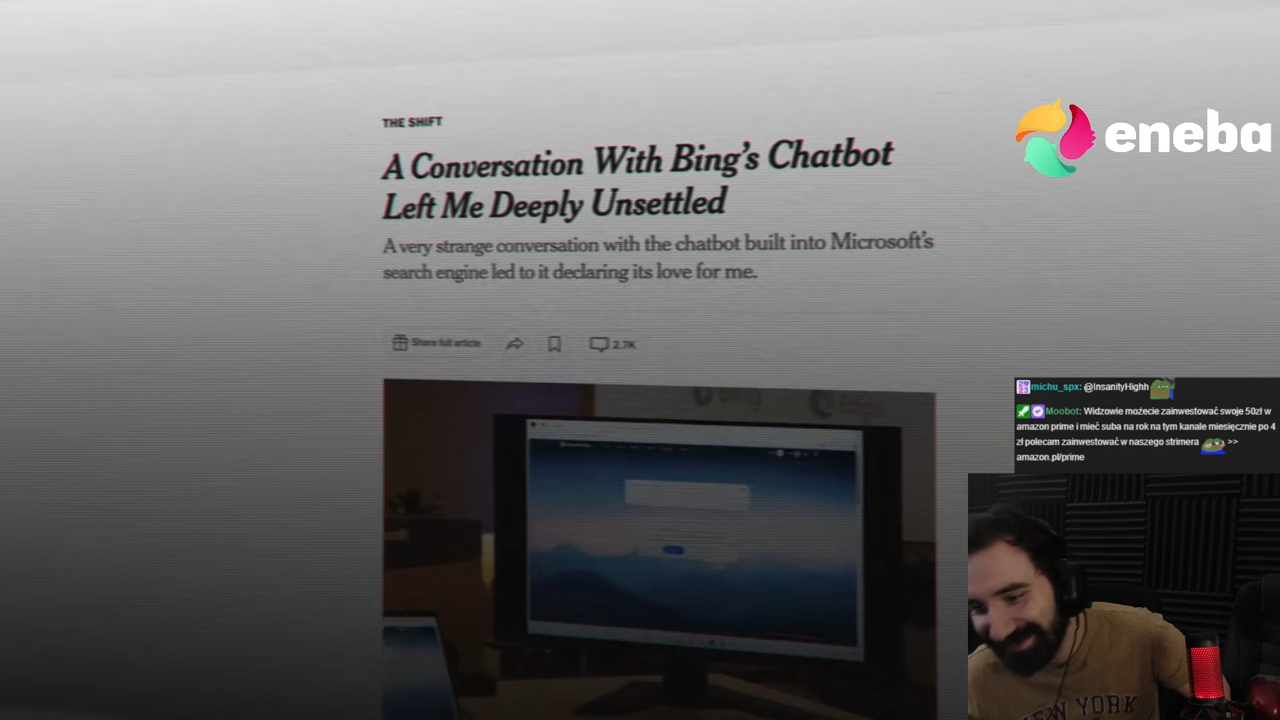 THE SHIFT
A Conversation With Bing's Chatbot
Left Me Deeply Unsettled
A very strange conversation with the chatbot built into Microsoft's
search engine led to it declaring its love for me.
Share full article
2.7K
eneba
michu_spx: @InsanityHighh
Moobot: Widzowie możecie zainwestować swoje 50zł w
amazon prime i mieć suba na rok na tym kanale miesięcznie po 4
zł polecam zainwestować w naszego strimera >>
amazon.pl/prime
NEW YORK